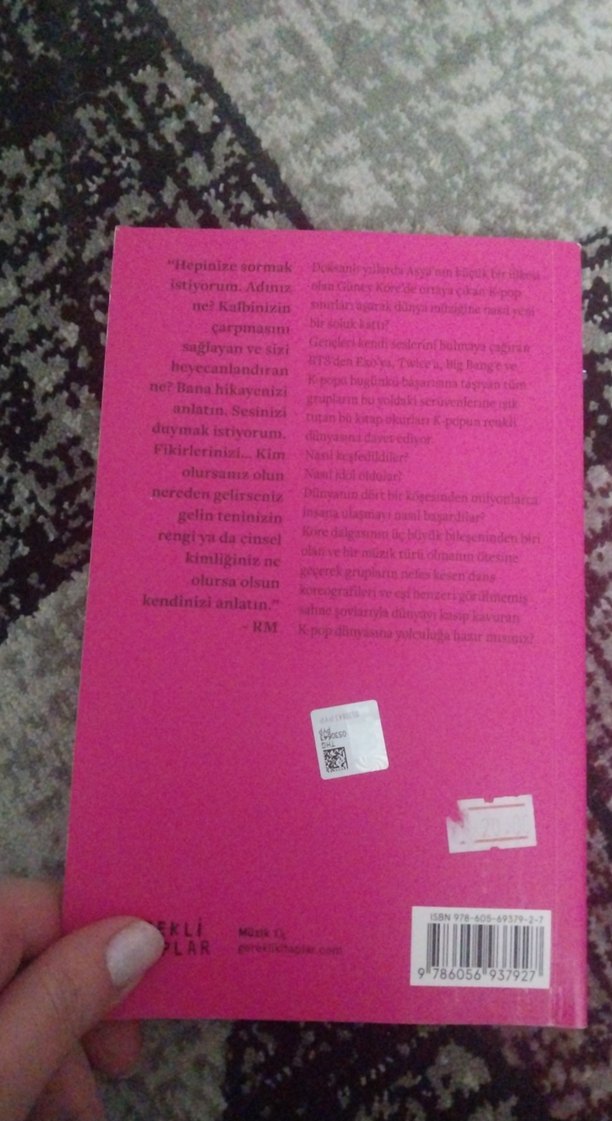 “Hepinize sormak
istiyorum. Adınız
ne? Kalbinizin
çarpmasını
sağlayan ve sizi
heyecanlandıran
ne? Bana hikayenizi
anlatın. Sesinizi
duymak istiyorum.
Fikirlerinizi... Kim
olursanız olun
nereden gelirseniz
gelin teninizin
rengi ya da cinsel
kimliğiniz ne
olursa olsun
kendinizi anlatın.”
- RM
Doksanlı yıllarda Asya'nın küçük bir ülkesi
olan Güney Kore'de ortaya çıkan K-pop
sınırları aşarak dünya müziğine nasıl yeni
bir soluk kattı?
Gençleri kendi seslerini bulmaya çağıran
BTS'den Exo'ya, Twice'a, Big Bang'e ve
K-popu bugünkü başarısına taşıyan tüm
grupların bu yoldaki serüvenlerine ışık
tutan bu kitap okurları K-popun renkli
dünyasına davet ediyor.
Nasıl keşfedildiler?
Nasıl idol oldular?
Dünyanın dört bir köşesinden milyonlarca
insana ulaşmayı nasıl başardılar?
Kore dalgasının üç büyük bileşeninden biri
olan ve bir müzik türü olmanın ötesine
geçerek grupların nefes kesen dans
koreografileri ve eşi benzeri görülmemiş
sahne şovlarıyla dünyayı kasıp kavuran
K-pop dünyasına yolculuğa hazır mısınız?
20.00
EKLİ
PLAR
Müzik
gereklikitaplar.com
ISBN 978-605-69379-2-7
9 786056 937927